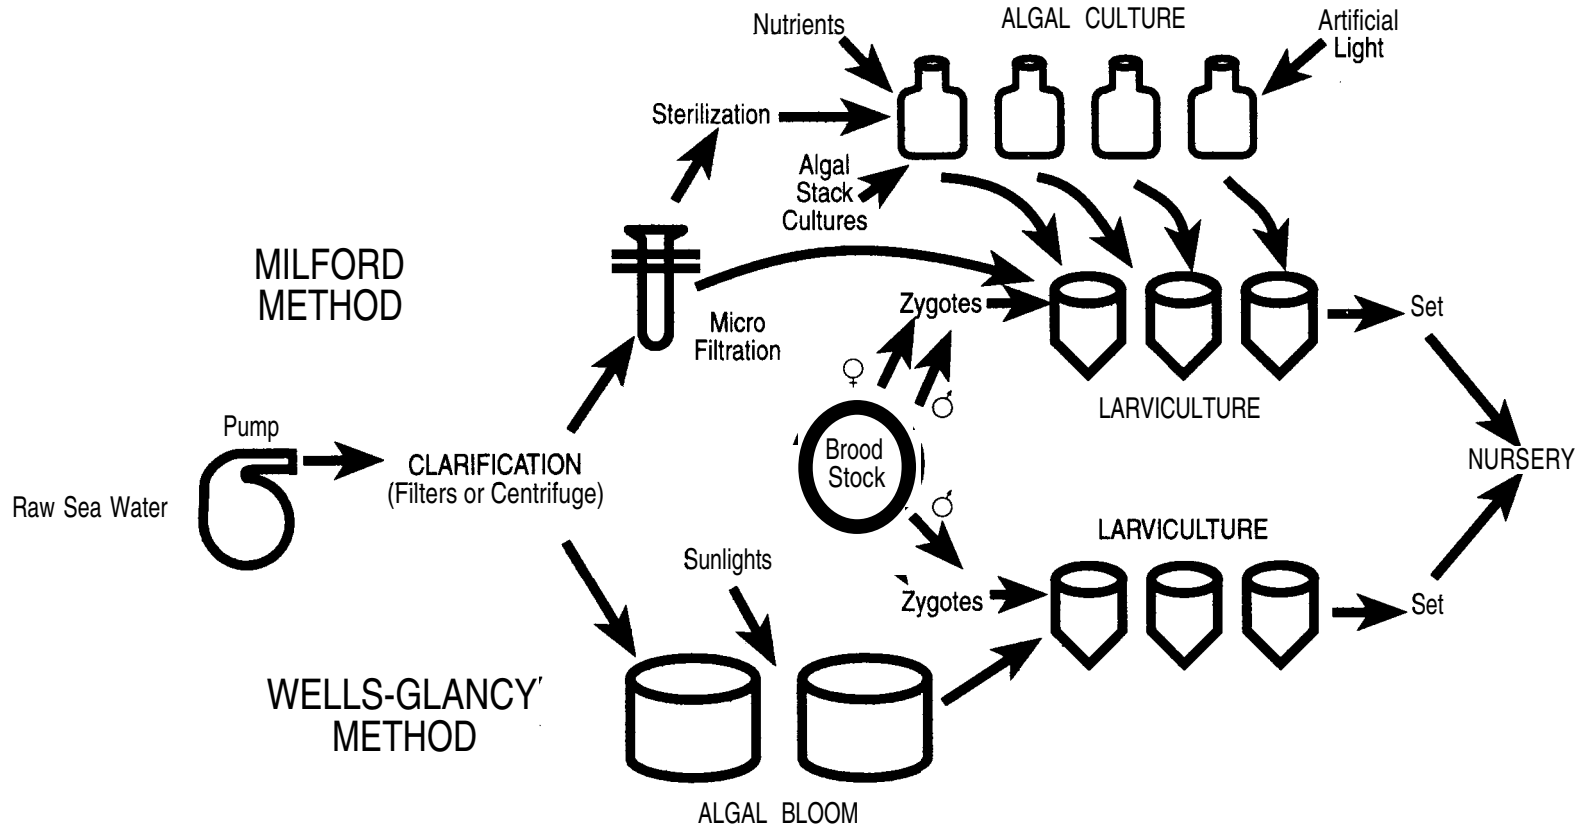 Nutrients
ALGAL CULTURE
Artificial
Light
Sterilization
Algal
Stack
Cultures
MILFORD
METHOD
Micro
Filtration
Zygotes
Set
♀
♂
LARVICULTURE
Pump
CLARIFICATION
(Filters or Centrifuge)
Raw Sea Water
Brood
Stock
NURSERY
♂
LARVICULTURE
Sunlights
Zygotes
Set
WELLS-GLANCY
METHOD
ALGAL BLOOM